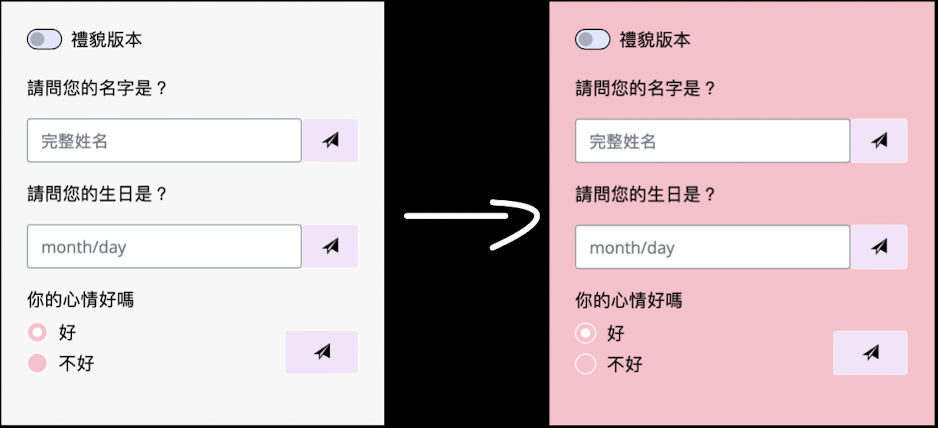 禮貌版本
請問您的名字是？
完整姓名
請問您的生日是？
month/day
你的心情好嗎
好
不好
禮貌版本
請問您的名字是？
完整姓名
請問您的生日是？
month/day
你的心情好嗎
好
不好